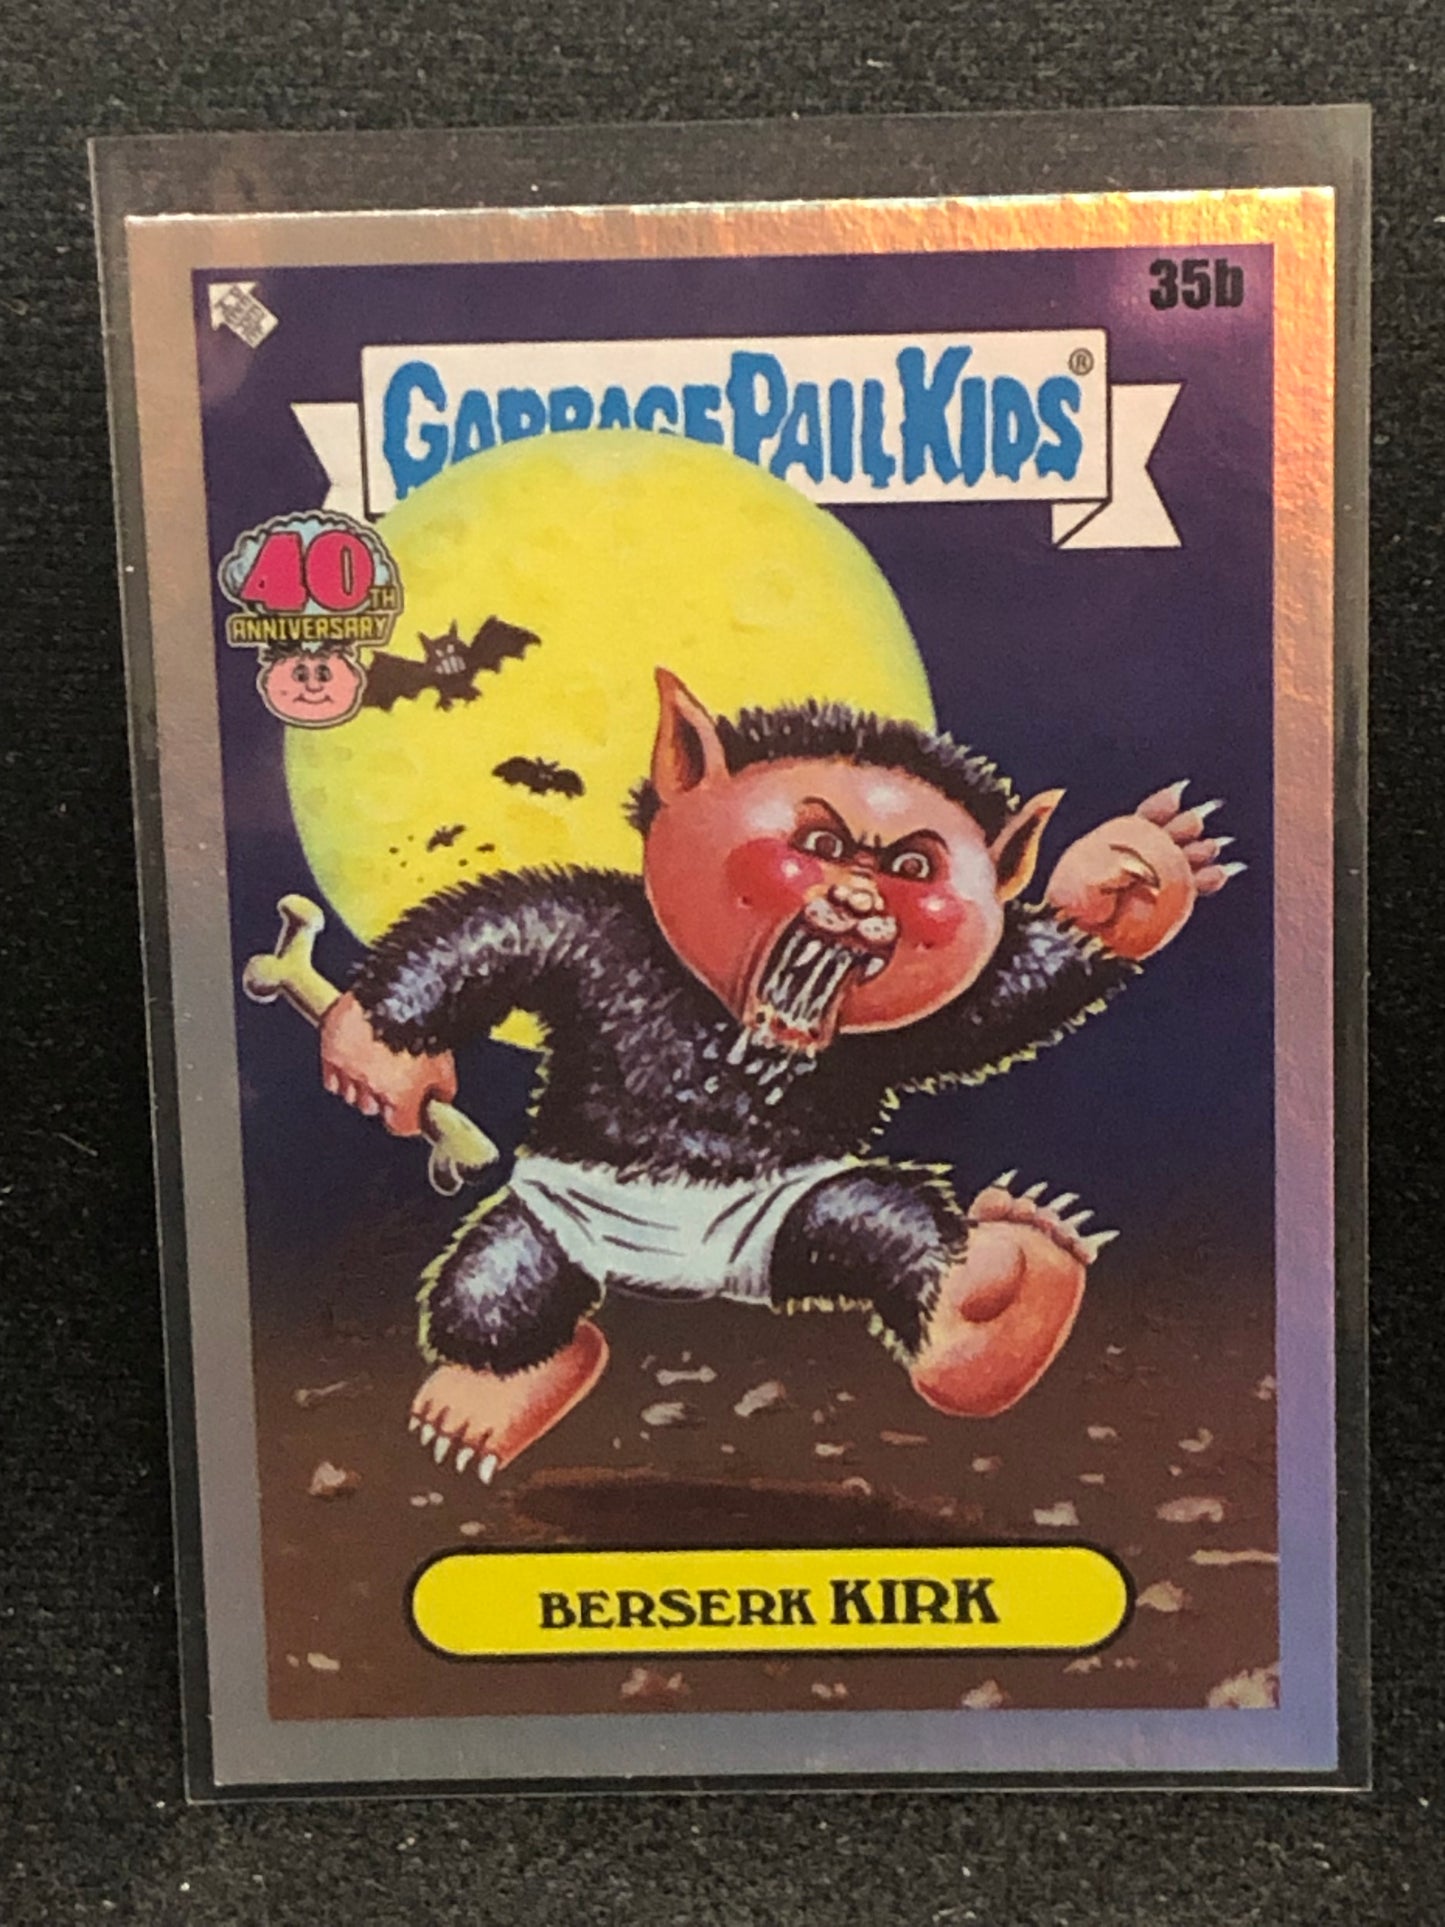 35b
GARBAGE PAIL KIDS®
40TH
ANNIVERSARY
BERSERK KIRK